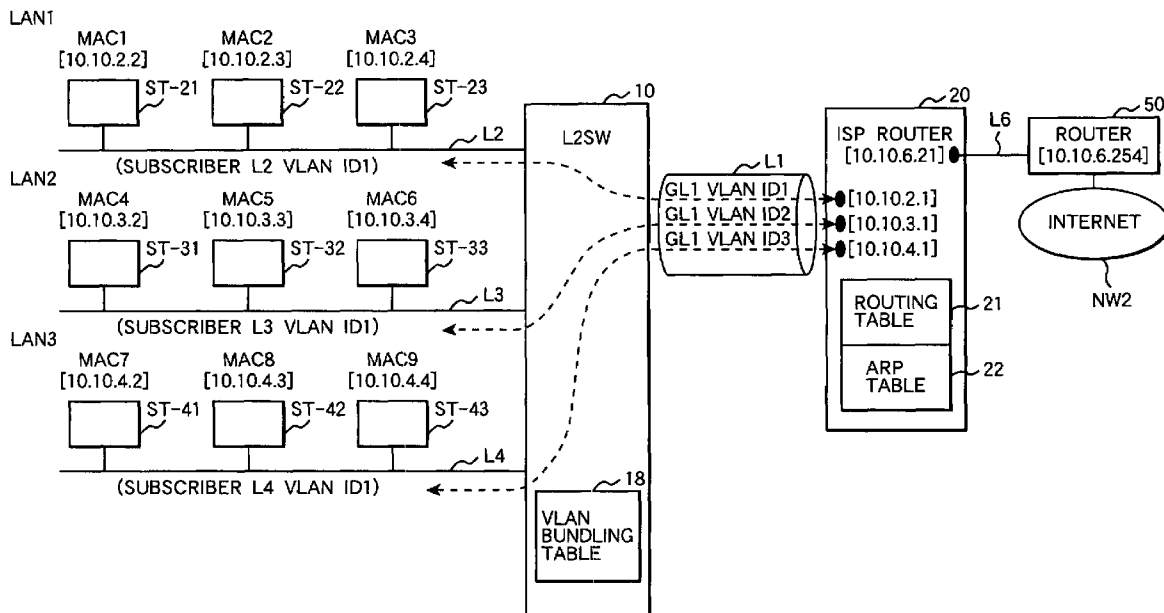 LAN1
MAC1
[10.10.2.2]
MAC2
[10.10.2.3]
MAC3
[10.10.2.4]
ST-21
ST-22
ST-23
L2
(SUBSCRIBER L2 VLAN ID1)
LAN2
MAC4
[10.10.3.2]
MAC5
[10.10.3.3]
MAC6
[10.10.3.4]
ST-31
ST-32
ST-33
L3
(SUBSCRIBER L3 VLAN ID1)
LAN3
MAC7
[10.10.4.2]
MAC8
[10.10.4.3]
MAC9
[10.10.4.4]
ST-41
ST-42
ST-43
L4
(SUBSCRIBER L4 VLAN ID1)
10
L2SW
18
VLAN
BUNDLING
TABLE
L1
GL1 VLAN ID1
GL1 VLAN ID2
GL1 VLAN ID3
20
ISP ROUTER
[10.10.6.21]
[10.10.2.1]
[10.10.3.1]
[10.10.4.1]
ROUTING
TABLE
21
ARP
TABLE
22
L6
50
ROUTER
[10.10.6.254]
INTERNET
NW2